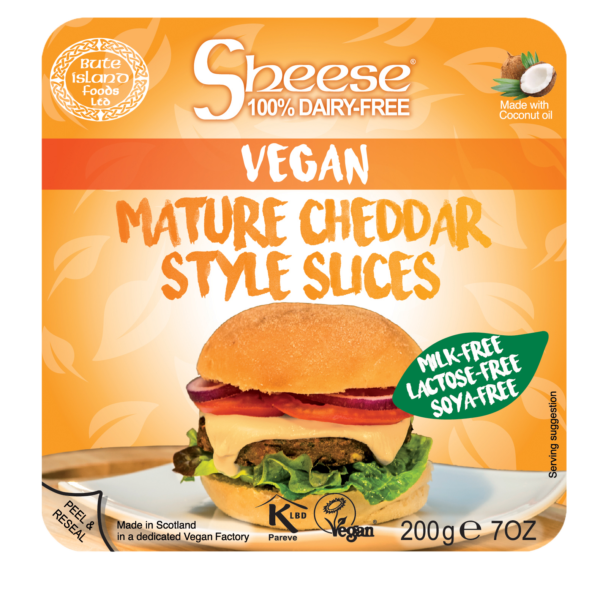 Bute
Island
Foods
Ltd
Sheese®
100% DAIRY-FREE
Made with
Coconut oil
VEGAN
MATURE CHEDDAR
STYLE SLICES
MILK-FREE
LACTOSE-FREE
SOYA-FREE
Serving suggestion
PEEL &
RESEAL
Made in Scotland
in a dedicated Vegan Factory
K LBD
Pareve
Vegan
200g ℮ 7OZ